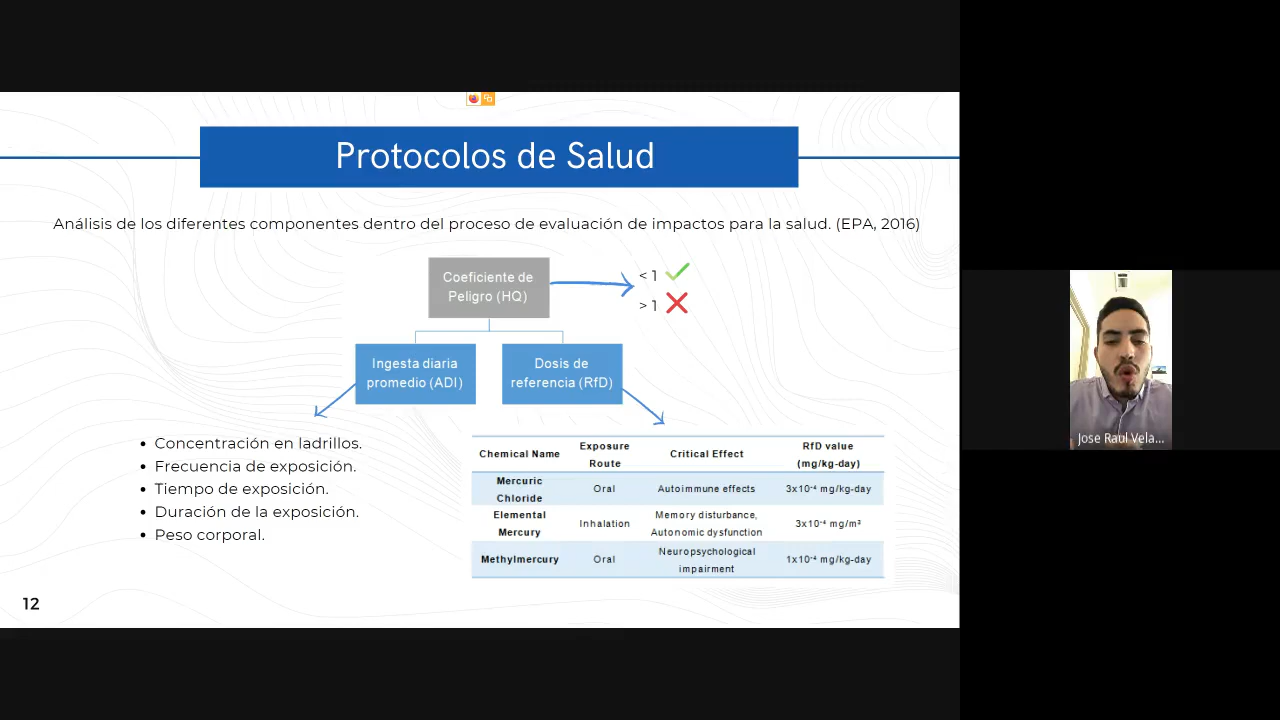 Protocolos de Salud
Análisis de los diferentes componentes dentro del proceso de evaluación de impactos para la salud. (EPA, 2016)
Coeficiente de
Peligro (HQ)
< 1
> 1
Ingesta diaria
promedio (ADI)
Dosis de
referencia (RfD)
• Concentración en ladrillos.
• Frecuencia de exposición.
• Tiempo de exposición.
• Duración de la exposición.
• Peso corporal.
Chemical Name Exposure Route Critical Effect RfD value (mg/kg-day)
Mercuric Chloride Oral Autoimmune effects 3x10⁻⁴ mg/kg-day
Elemental Mercury Inhalation Memory disturbance, Autonomic dysfunction 3x10⁻⁴ mg/m³
Methylmercury Oral Neuropsychological impairment 1x10⁻⁴ mg/kg-day
12
Jose Raul Vela...